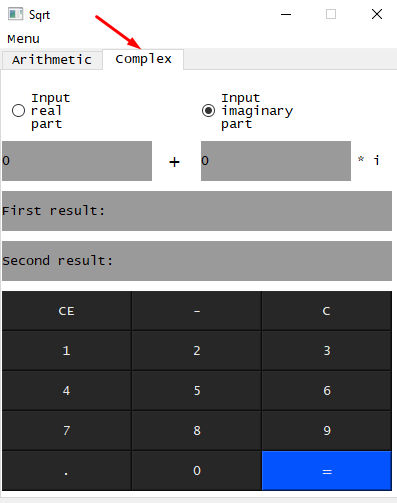 Sqrt
Menu
Arithmetic Complex
Input real part
Input imaginary part
0 + 0 * i
First result:
Second result:
CE - C
1 2 3
4 5 6
7 8 9
. 0 =